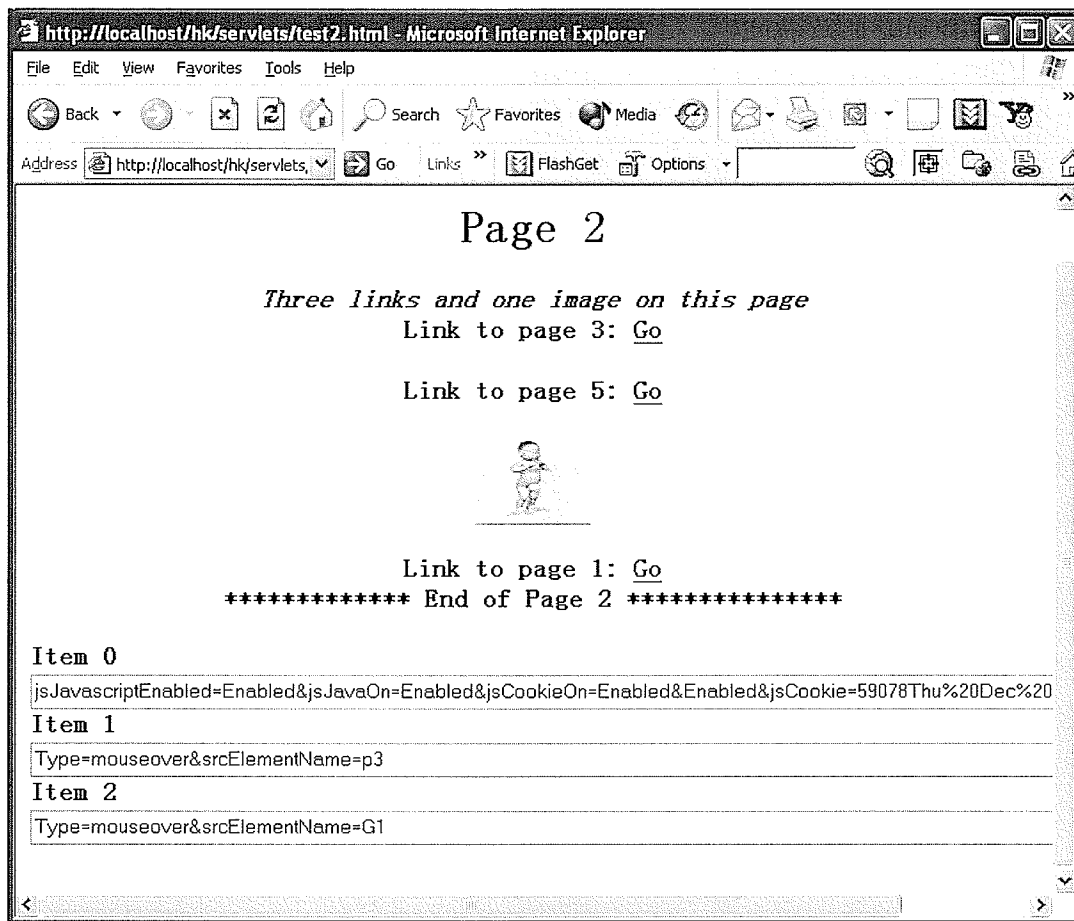 http://localhost/hk/servlets/test2.html - Microsoft Internet Explorer
File Edit View Favorites Tools Help
Back Search Favorites Media »
Address http://localhost/hk/servlets, Go Links » FlashGet Options
Page 2
Three links and one image on this page
Link to page 3: Go
Link to page 5: Go
Link to page 1: Go
************* End of Page 2 ***************
Item 0
jsJavascriptEnabled=Enabled&jsJavaOn=Enabled&jsCookieOn=Enabled&Enabled&jsCookie=59078Thu%20Dec%20
Item 1
Type=mouseover&srcElementName=p3
Item 2
Type=mouseover&srcElementName=G1